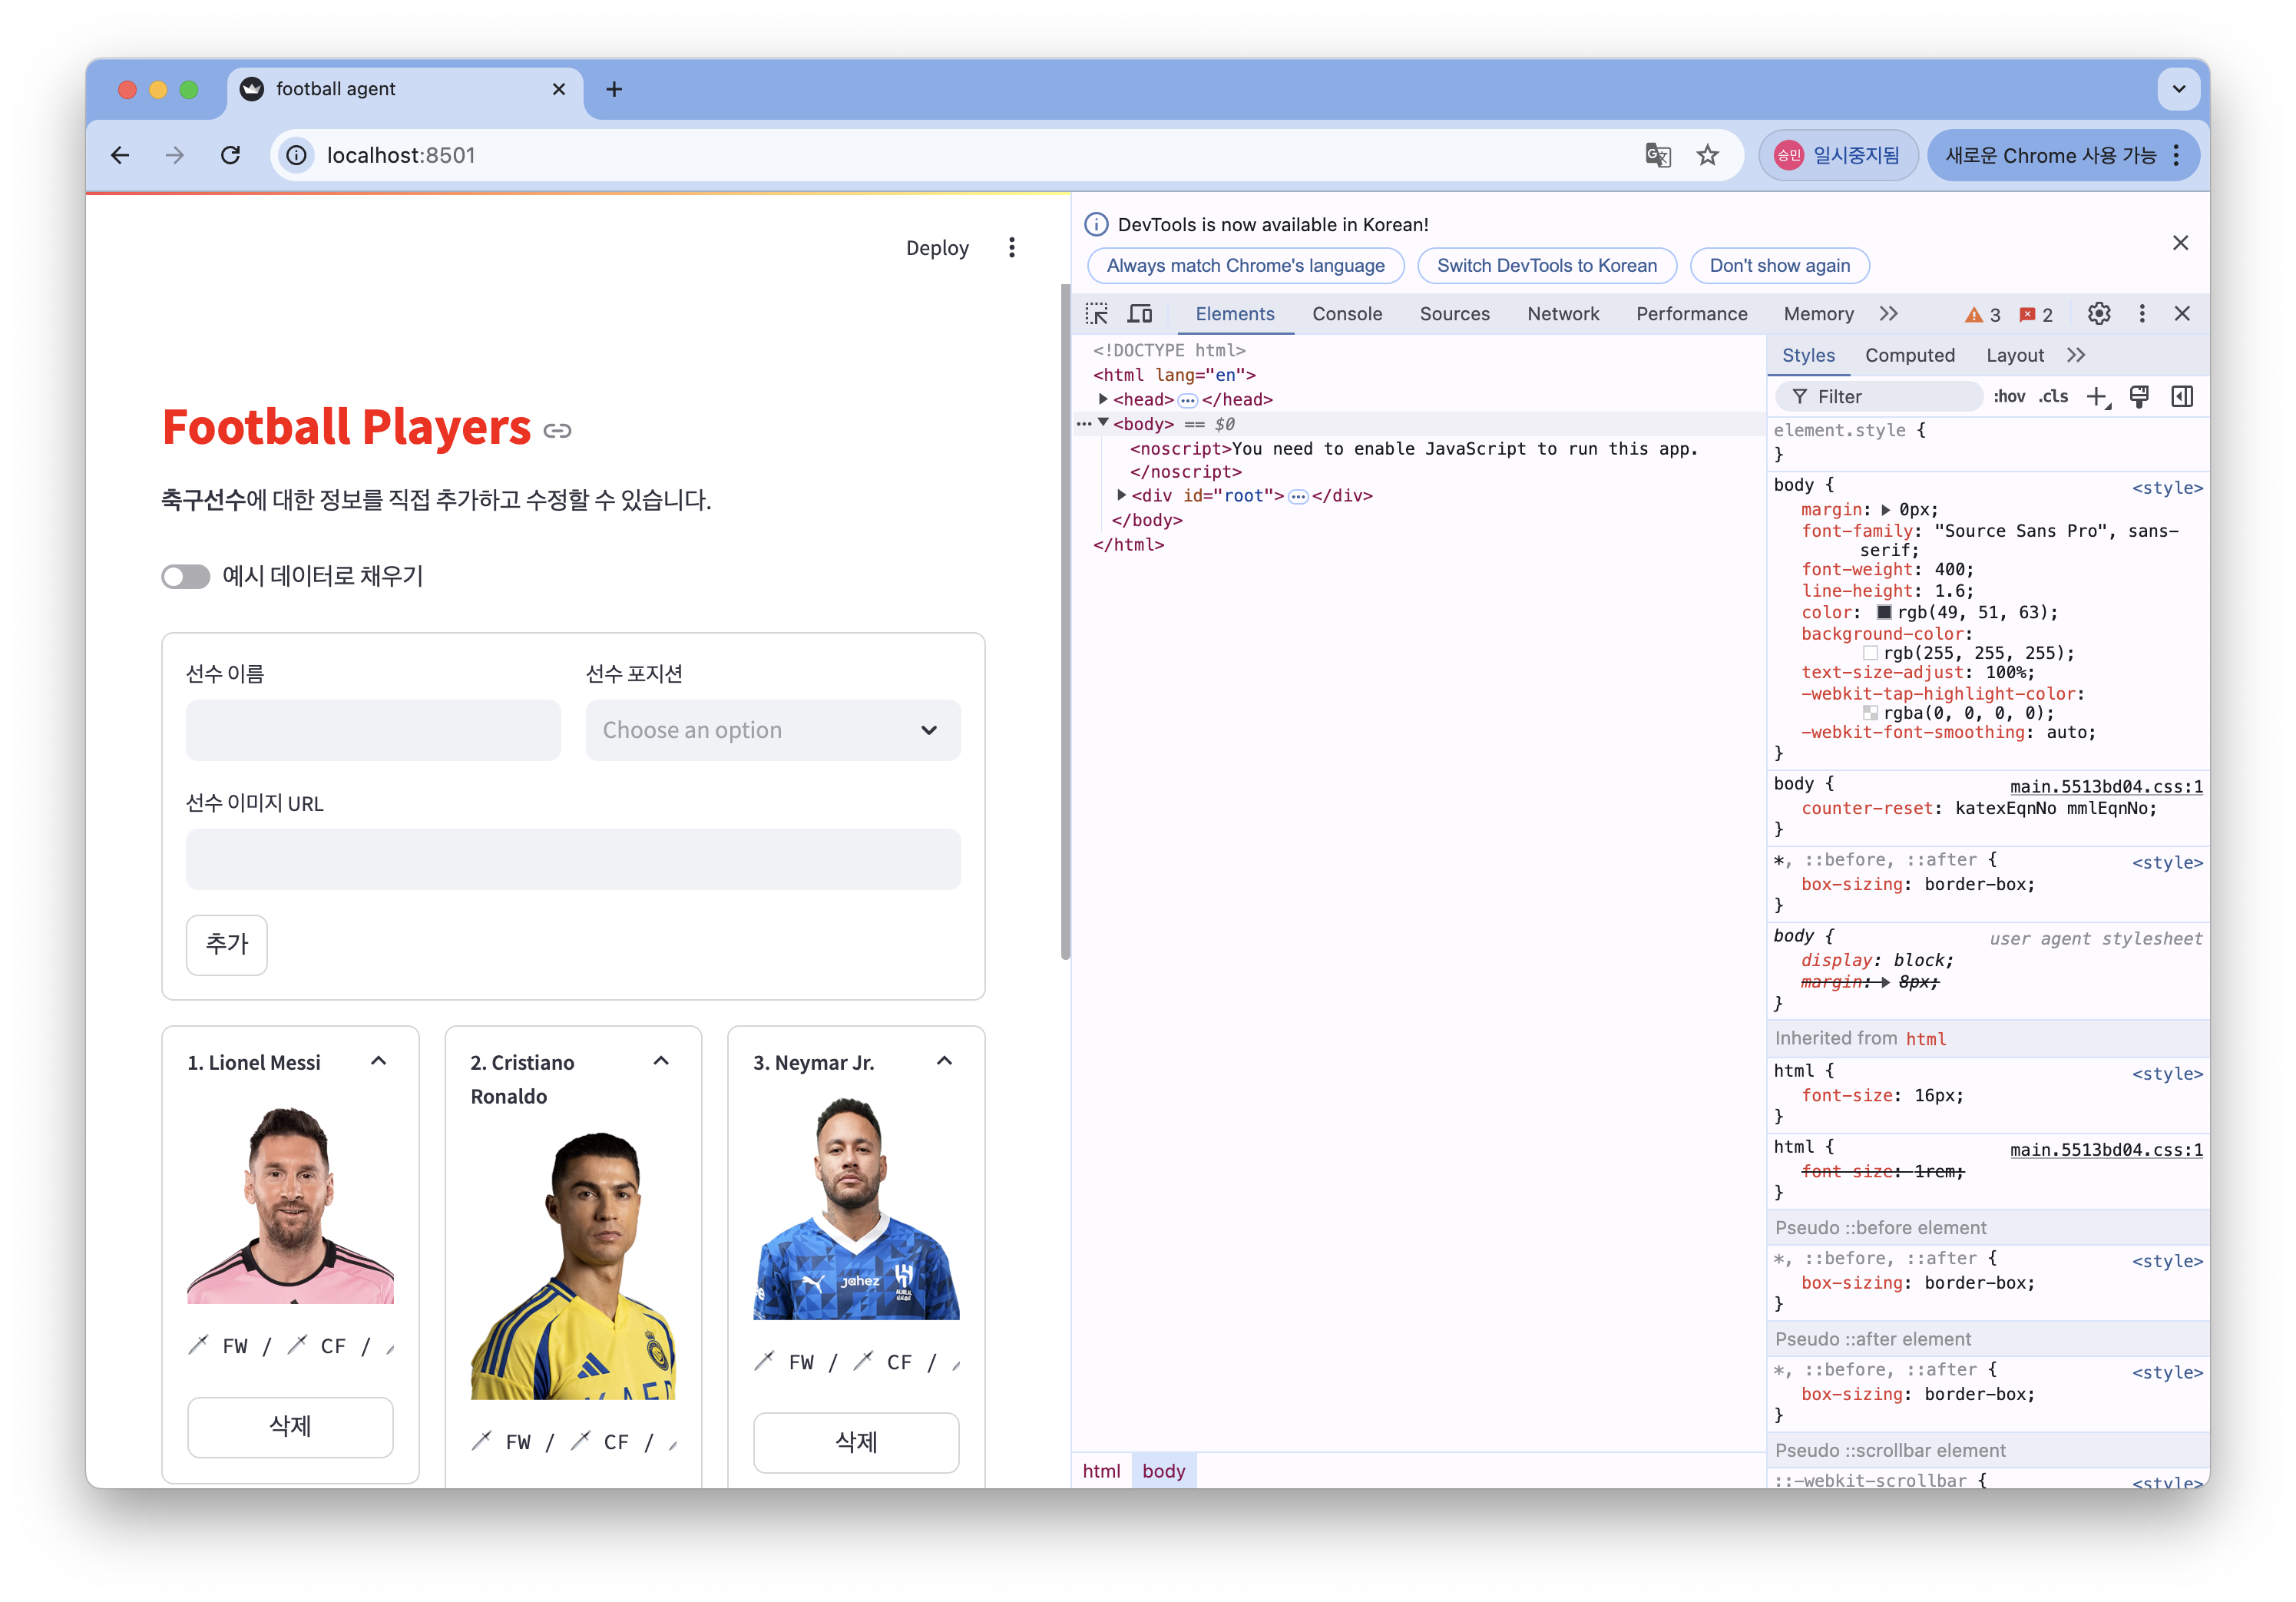 football agent
localhost:8501
승민 일시중지됨
새로운 Chrome 사용 가능
Deploy
Football Players
축구선수에 대한 정보를 직접 추가하고 수정할 수 있습니다.
예시 데이터로 채우기
선수 이름
선수 포지션
Choose an option
선수 이미지 URL
추가
1. Lionel Messi
2. Cristiano
Ronaldo
3. Neymar Jr.
jahez
FW / CF /
삭제
FW / CF /
FW / CF /
삭제
DevTools is now available in Korean!
Always match Chrome's language
Switch DevTools to Korean
Don't show again
Elements Console Sources Network Performance Memory 3 2
<!DOCTYPE html>
<html lang="en">
<head>…</head>
<body> == $0
<noscript>You need to enable JavaScript to run this app.
</noscript>
<div id="root">…</div>
</body>
</html>
html body
Styles Computed Layout
Filter :hov .cls
element.style {
}
body { <style>
margin: 0px;
font-family: "Source Sans Pro", sans-
serif;
font-weight: 400;
line-height: 1.6;
color: rgb(49, 51, 63);
background-color:
rgb(255, 255, 255);
text-size-adjust: 100%;
-webkit-tap-highlight-color:
rgba(0, 0, 0, 0);
-webkit-font-smoothing: auto;
}
body { main.5513bd04.css:1
counter-reset: katexEqnNo mmlEqnNo;
}
*, ::before, ::after { <style>
box-sizing: border-box;
}
body { user agent stylesheet
display: block;
margin: 8px;
}
Inherited from html
html { <style>
font-size: 16px;
}
html { main.5513bd04.css:1
font-size: 1rem;
}
Pseudo ::before element
*, ::before, ::after { <style>
box-sizing: border-box;
}
Pseudo ::after element
*, ::before, ::after { <style>
box-sizing: border-box;
}
Pseudo ::scrollbar element
::-webkit-scrollbar { <style>